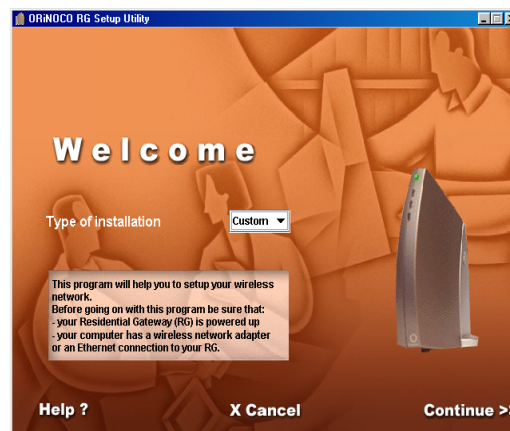 ORiNOCO RG Setup Utility
Welcome
Type of installation
Custom
This program will help you to setup your wireless
network.
Before going on with this program be sure that:
- your Residential Gateway (RG) is powered up
- your computer has a wireless network adapter
or an Ethernet connection to your RG.
Help ?
X Cancel
Continue >